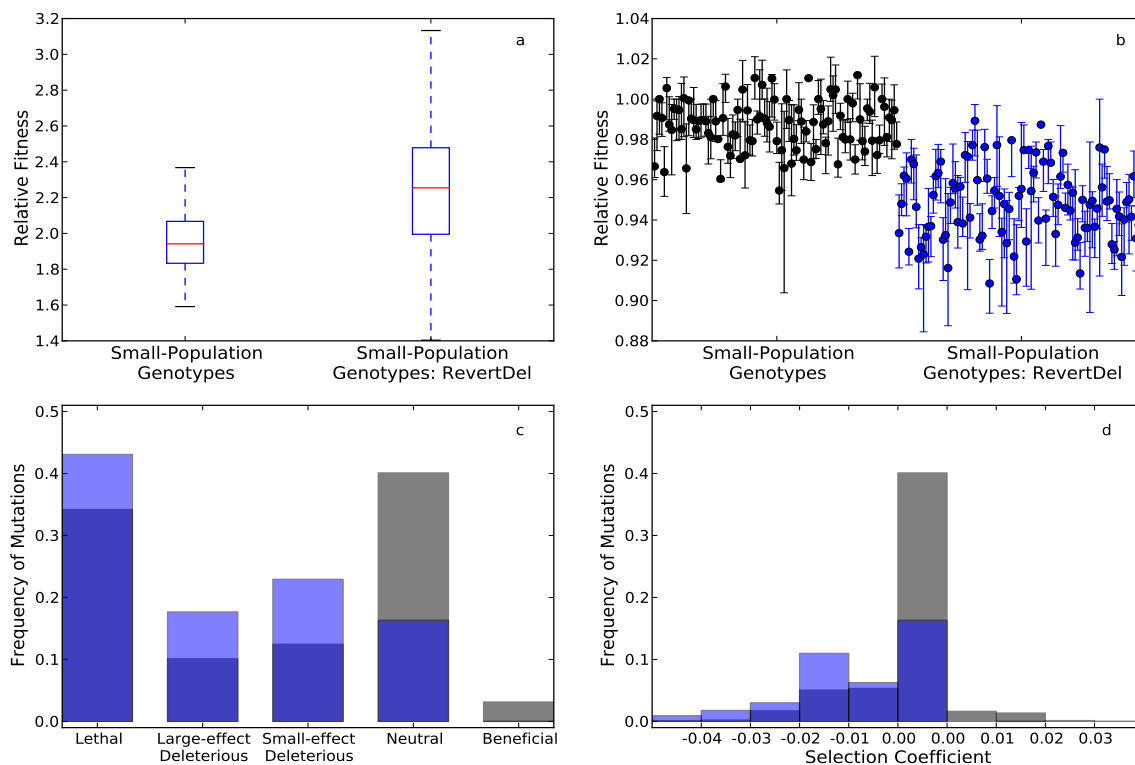 a
3.2
3.0
2.8
2.6
2.4
2.2
2.0
1.8
1.6
1.4
Relative Fitness
Small-Population
Genotypes
Small-Population
Genotypes: RevertDel
b
1.04
1.02
1.00
0.98
0.96
0.94
0.92
0.90
0.88
Relative Fitness
Small-Population
Genotypes
Small-Population
Genotypes: RevertDel
c
0.5
0.4
0.3
0.2
0.1
0.0
Frequency of Mutations
Lethal
Large-effect
Deleterious
Small-effect
Deleterious
Neutral
Beneficial
d
0.5
0.4
0.3
0.2
0.1
0.0
Frequency of Mutations
-0.04 -0.03 -0.02 -0.01 0.00 0.00 0.01 0.02 0.03
Selection Coefficient